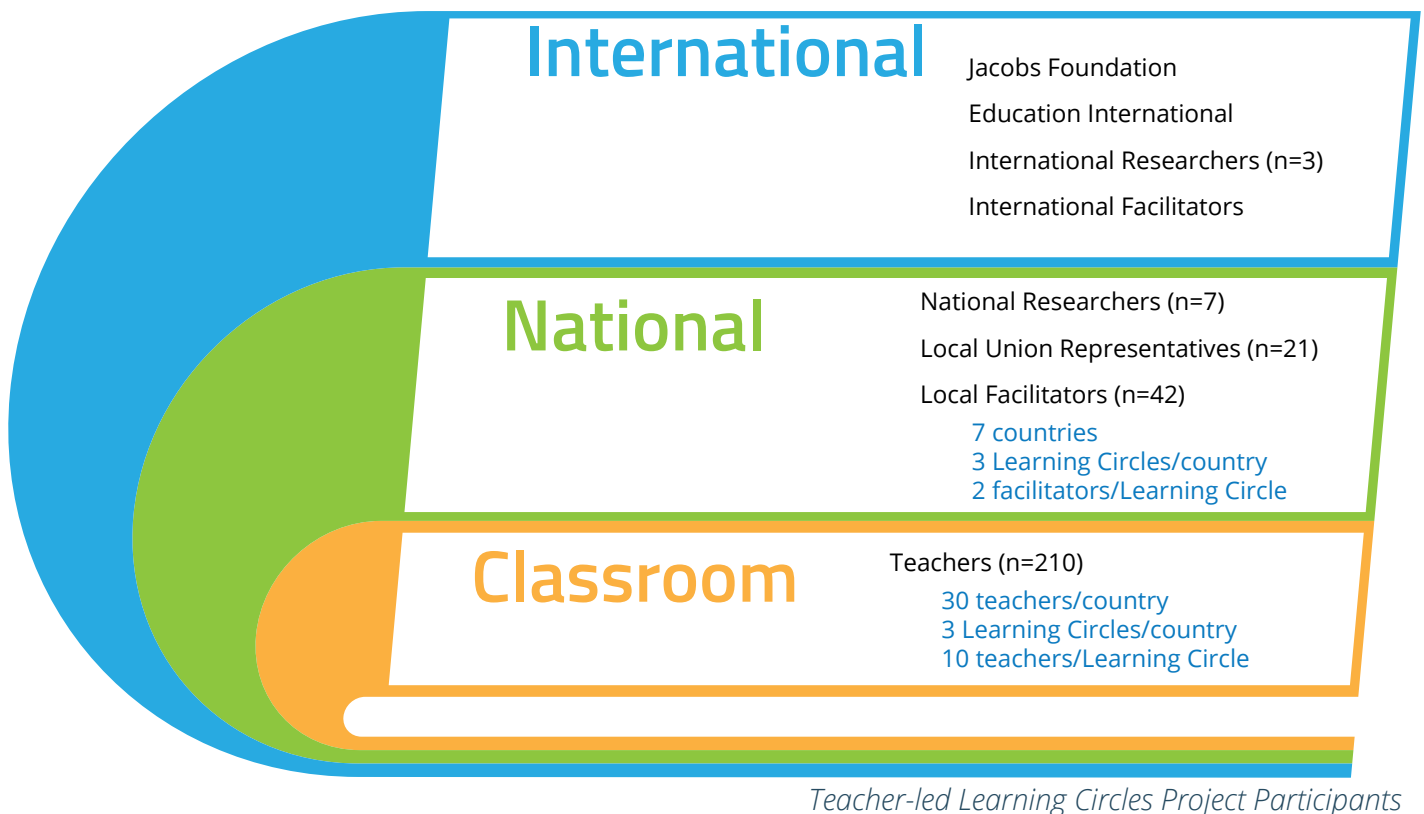 International
Jacobs Foundation
Education International
International Researchers (n=3)
International Facilitators
National
National Researchers (n=7)
Local Union Representatives (n=21)
Local Facilitators (n=42)
7 countries
3 Learning Circles/country
2 facilitators/Learning Circle
Classroom
Teachers (n=210)
30 teachers/country
3 Learning Circles/country
10 teachers/Learning Circle
Teacher-led Learning Circles Project Participants